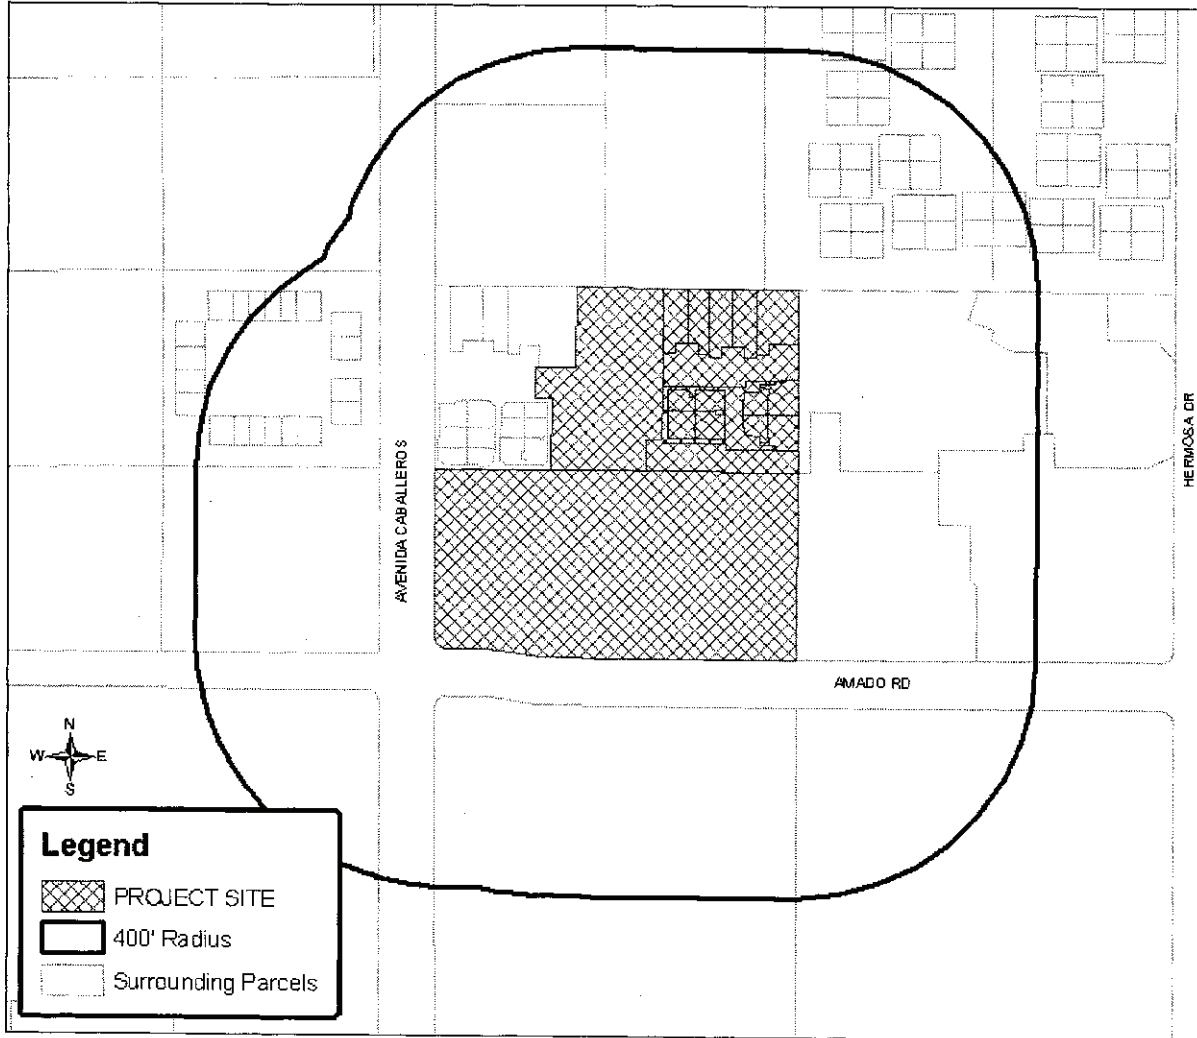 AVENIDA CABALLEROS
HERMOSA DR
AMADO RD
N
W E
S
Legend
PROJECT SITE
400' Radius
Surrounding Parcels